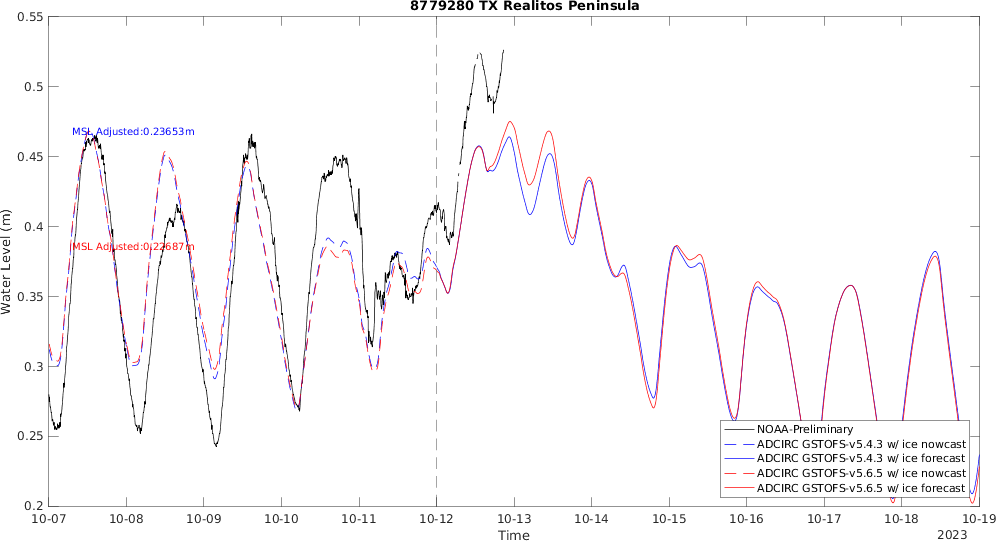 8779280 TX Realitos Peninsula
0.55
0.5
0.45
0.4
0.35
0.3
0.25
0.2
Water Level (m)
MSL Adjusted:0.23653m
MSL Adjusted:0.22687m
NOAA-Preliminary
ADCIRC GSTOFS-v5.4.3 w/ ice nowcast
ADCIRC GSTOFS-v5.4.3 w/ ice forecast
ADCIRC GSTOFS-v5.6.5 w/ ice nowcast
ADCIRC GSTOFS-v5.6.5 w/ ice forecast
10-07 10-08 10-09 10-10 10-11 10-12 10-13 10-14 10-15 10-16 10-17 10-18 10-19
Time
2023